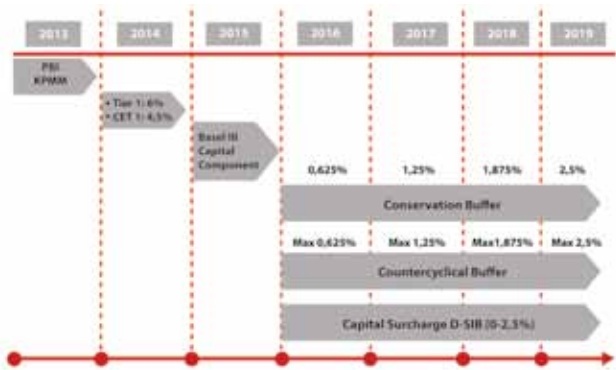 2013 2014 2015 2016 2017 2018 2019
PBI
KPMM
• Tier 1: 6%
• CET 1: 4,5%
Basel III
Capital
Component
0,625% 1,25% 1,875% 2,5%
Conservation Buffer
Max 0,625% Max 1,25% Max1,875% Max 2,5%
Countercyclical Buffer
Capital Surcharge D-SIB (0-2,5%)